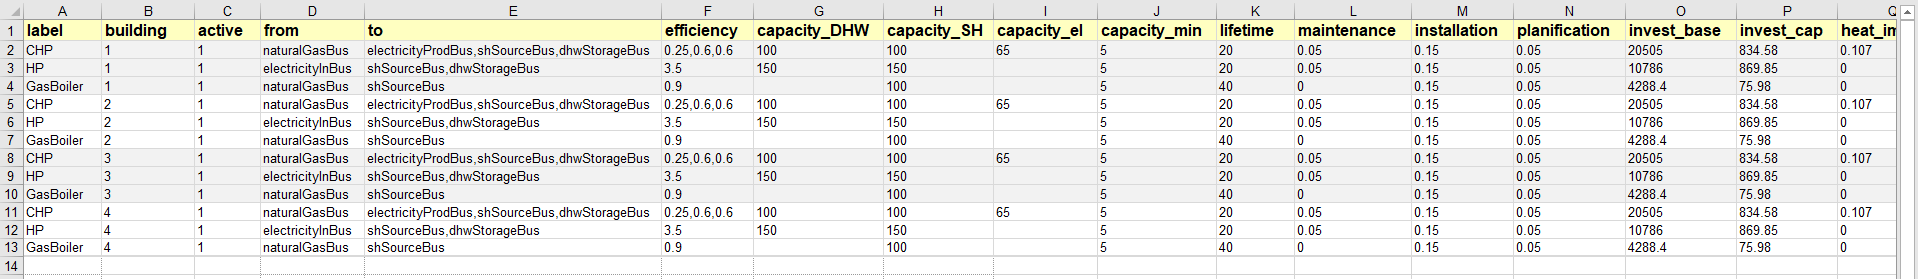 A B C D E F G H I J K L M N O P Q
1 label building active from to efficiency capacity_DHW capacity_SH capacity_el capacity_min lifetime maintenance installation planification invest_base invest_cap heat_im
2 CHP 1 1 naturalGasBus electricityProdBus,shSourceBus,dhwStorageBus 0.25,0.6,0.6 100 100 65 5 20 0.05 0.15 0.05 20505 834.58 0.107
3 HP 1 1 electricityInBus shSourceBus,dhwStorageBus 3.5 150 150 5 20 0.05 0.15 0.05 10786 869.85 0
4 GasBoiler 1 1 naturalGasBus shSourceBus 0.9 100 5 40 0 0.15 0.05 4288.4 75.98 0
5 CHP 2 1 naturalGasBus electricityProdBus,shSourceBus,dhwStorageBus 0.25,0.6,0.6 100 100 65 5 20 0.05 0.15 0.05 20505 834.58 0.107
6 HP 2 1 electricityInBus shSourceBus,dhwStorageBus 3.5 150 150 5 20 0.05 0.15 0.05 10786 869.85 0
7 GasBoiler 2 1 naturalGasBus shSourceBus 0.9 100 5 40 0 0.15 0.05 4288.4 75.98 0
8 CHP 3 1 naturalGasBus electricityProdBus,shSourceBus,dhwStorageBus 0.25,0.6,0.6 100 100 65 5 20 0.05 0.15 0.05 20505 834.58 0.107
9 HP 3 1 electricityInBus shSourceBus,dhwStorageBus 3.5 150 150 5 20 0.05 0.15 0.05 10786 869.85 0
10 GasBoiler 3 1 naturalGasBus shSourceBus 0.9 100 5 40 0 0.15 0.05 4288.4 75.98 0
11 CHP 4 1 naturalGasBus electricityProdBus,shSourceBus,dhwStorageBus 0.25,0.6,0.6 100 100 65 5 20 0.05 0.15 0.05 20505 834.58 0.107
12 HP 4 1 electricityInBus shSourceBus,dhwStorageBus 3.5 150 150 5 20 0.05 0.15 0.05 10786 869.85 0
13 GasBoiler 4 1 naturalGasBus shSourceBus 0.9 100 5 40 0 0.15 0.05 4288.4 75.98 0
14